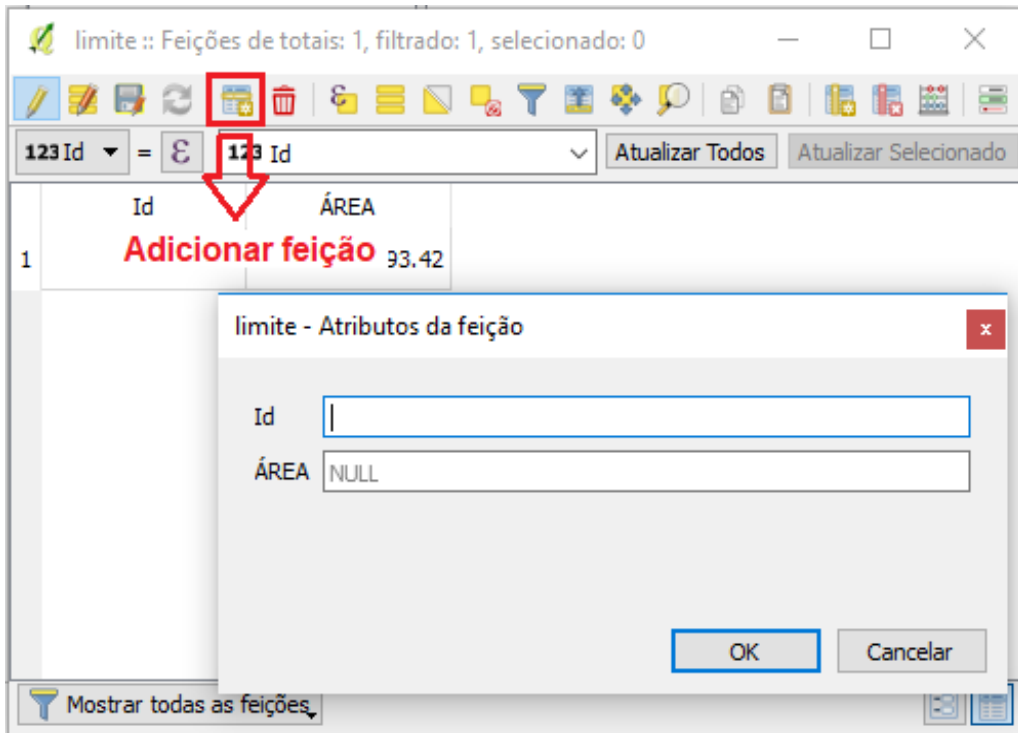 limite :: Feições de totais: 1, filtrado: 1, selecionado: 0
123 Id = ε 123 Id Atualizar Todos Atualizar Selecionado
Id ÁREA
Adicionar feição
1 93.42
limite - Atributos da feição
x
Id
ÁREA NULL
OK Cancelar
Mostrar todas as feições